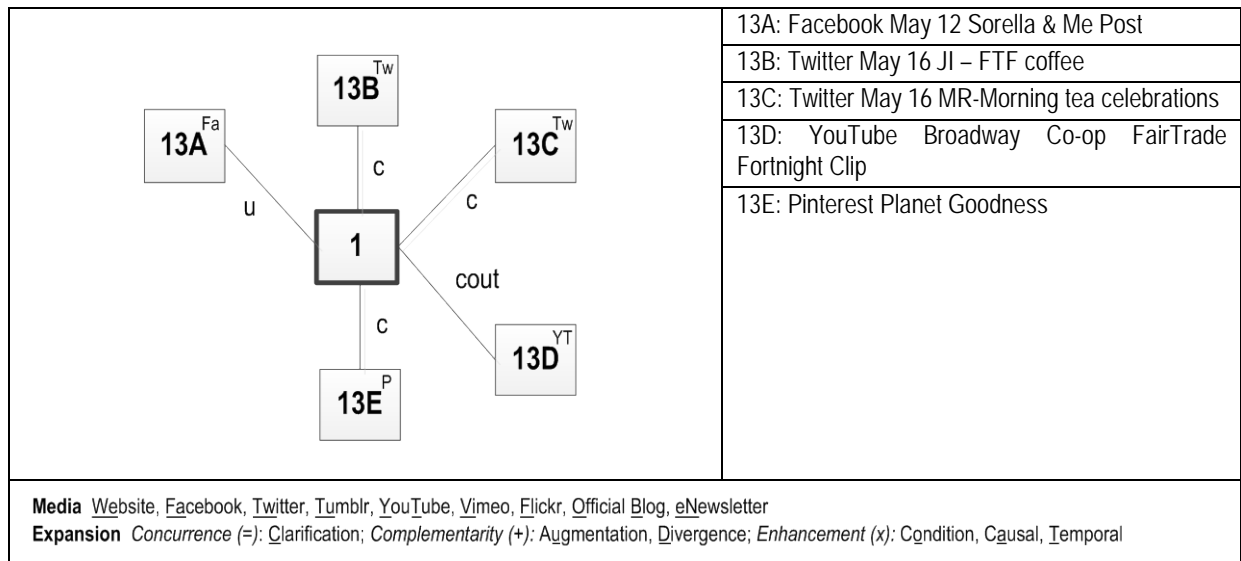 13A: Facebook May 12 Sorella & Me Post
13B: Twitter May 16 JI – FTF coffee
13C: Twitter May 16 MR-Morning tea celebrations
13D: YouTube Broadway Co-op FairTrade
Fortnight Clip
13E: Pinterest Planet Goodness
13B Tw
13A Fa
13C Tw
c
u
c
1
cout
c
13D YT
13E P
Media Website, Facebook, Twitter, Tumblr, YouTube, Vimeo, Flickr, Official Blog, eNewsletter
Expansion Concurrence (=): Clarification; Complementarity (+): Augmentation, Divergence; Enhancement (x): Condition, Causal, Temporal